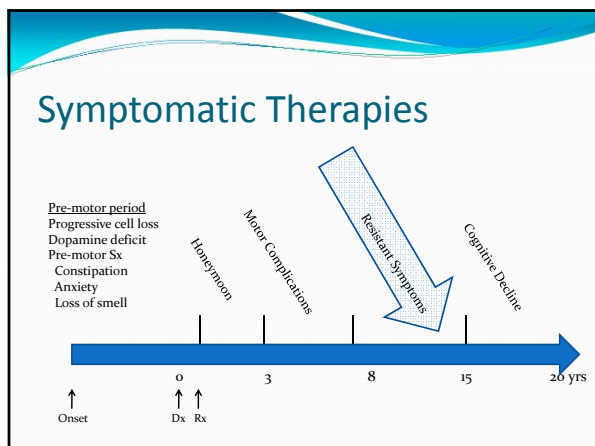 Symptomatic Therapies
Pre-motor period
Progressive cell loss
Dopamine deficit
Pre-motor Sx
Constipation
Anxiety
Loss of smell
Honeymoon
Motor Complications
Resistant Symptoms
Cognitive Decline
0 3 8 15 20 yrs
Onset Dx Rx